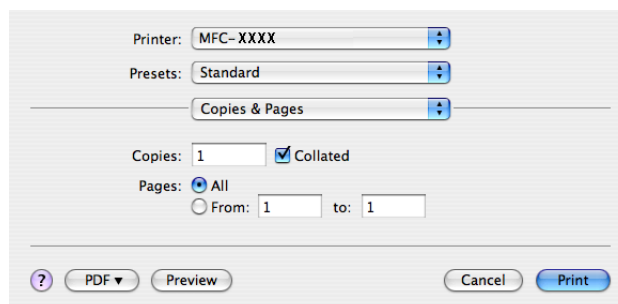 Printer: MFC-XXXX
Presets: Standard
Copies & Pages
Copies: 1 Collated
Pages: All
From: 1 to: 1
? PDF ▼ Preview Cancel Print